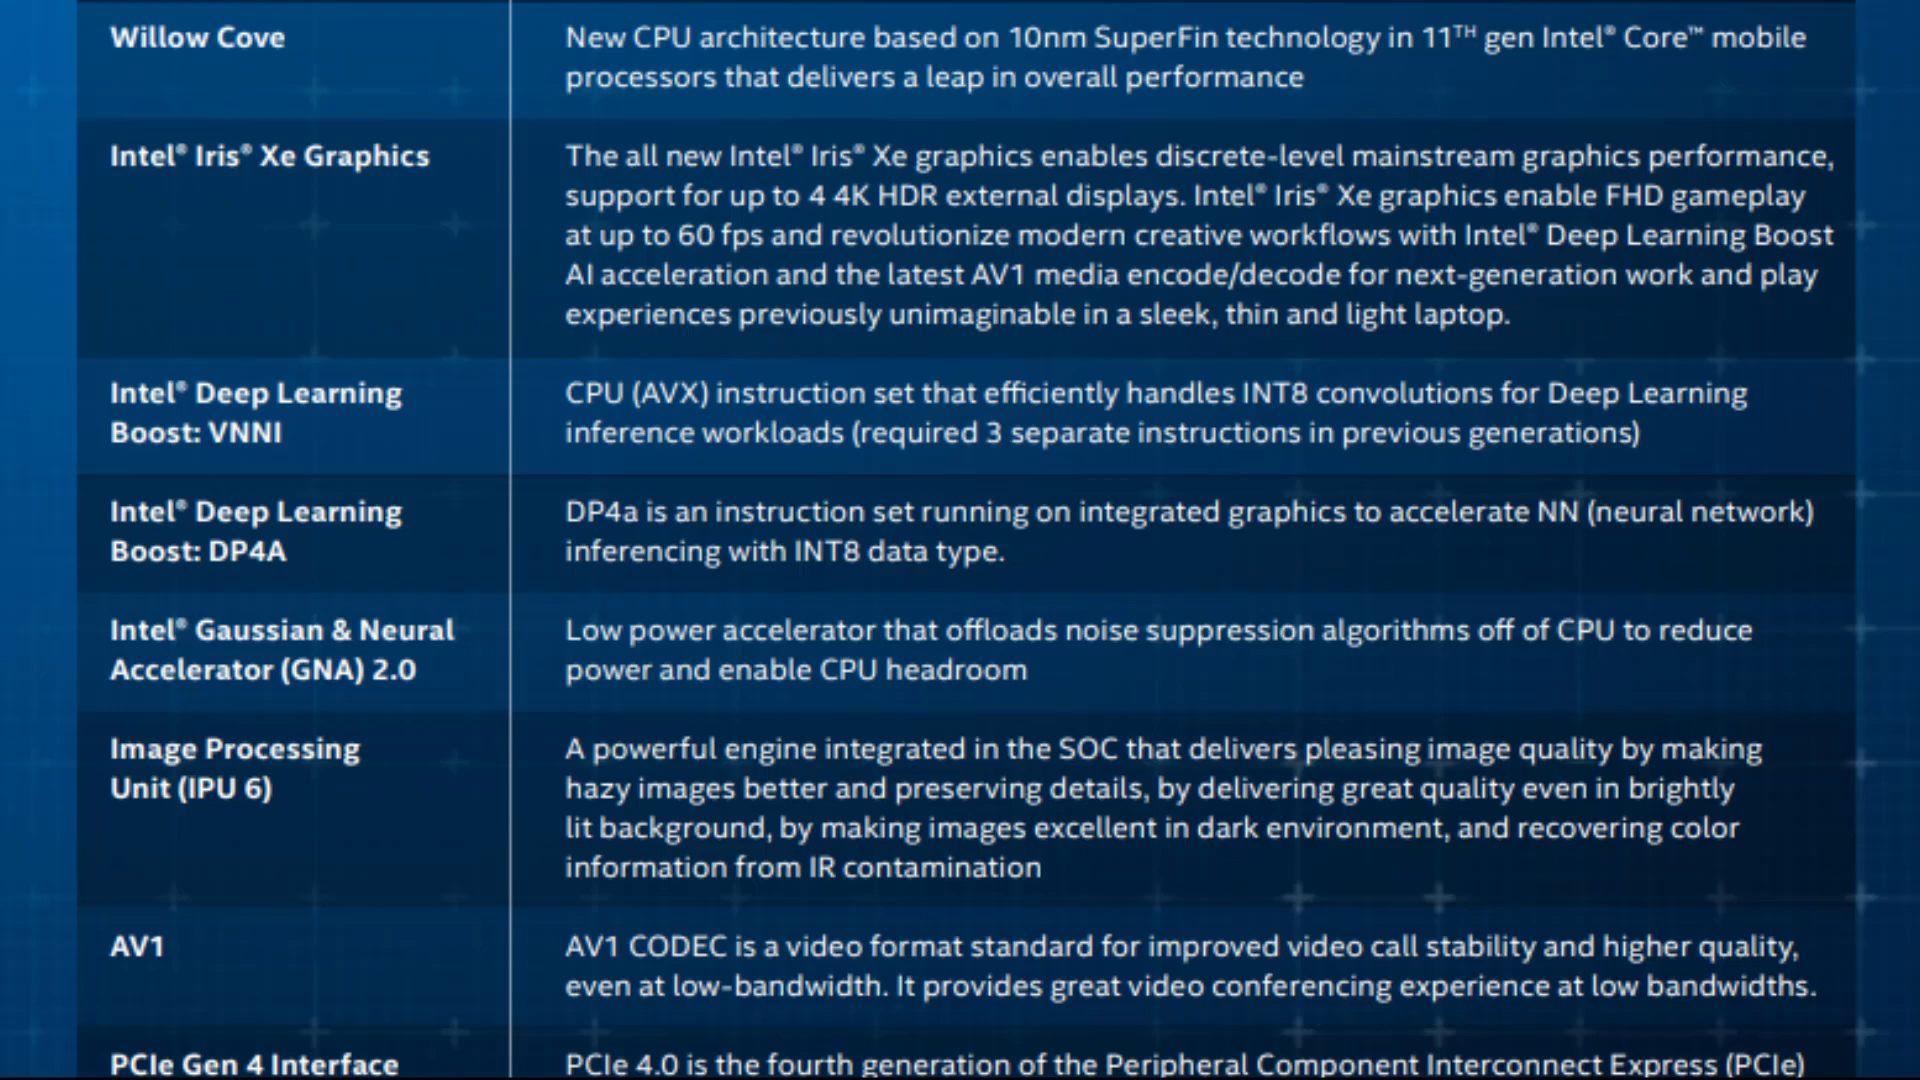 Willow Cove
New CPU architecture based on 10nm SuperFin technology in 11TH gen Intel® Core™ mobile
processors that delivers a leap in overall performance
Intel® Iris® Xe Graphics
The all new Intel® Iris® Xe graphics enables discrete-level mainstream graphics performance,
support for up to 4 4K HDR external displays. Intel® Iris® Xe graphics enable FHD gameplay
at up to 60 fps and revolutionize modern creative workflows with Intel® Deep Learning Boost
AI acceleration and the latest AV1 media encode/decode for next-generation work and play
experiences previously unimaginable in a sleek, thin and light laptop.
Intel® Deep Learning
Boost: VNNI
CPU (AVX) instruction set that efficiently handles INT8 convolutions for Deep Learning
inference workloads (required 3 separate instructions in previous generations)
Intel® Deep Learning
Boost: DP4A
DP4a is an instruction set running on integrated graphics to accelerate NN (neural network)
inferencing with INT8 data type.
Intel® Gaussian & Neural
Accelerator (GNA) 2.0
Low power accelerator that offloads noise suppression algorithms off of CPU to reduce
power and enable CPU headroom
Image Processing
Unit (IPU 6)
A powerful engine integrated in the SOC that delivers pleasing image quality by making
hazy images better and preserving details, by delivering great quality even in brightly
lit background, by making images excellent in dark environment, and recovering color
information from IR contamination
AV1
AV1 CODEC is a video format standard for improved video call stability and higher quality,
even at low-bandwidth. It provides great video conferencing experience at low bandwidths.
PCIe Gen 4 Interface
PCIe 4.0 is the fourth generation of the Peripheral Component Interconnect Express (PCIe)